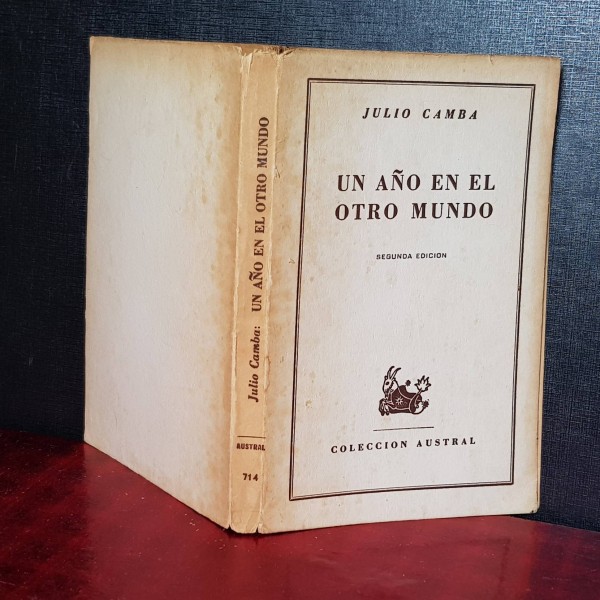 JULIO CAMBA
UN AÑO EN EL
OTRO MUNDO
SEGUNDA EDICION
COLECCION AUSTRAL
Julio Camba: UN AÑO EN EL OTRO MUNDO
AUSTRAL
714